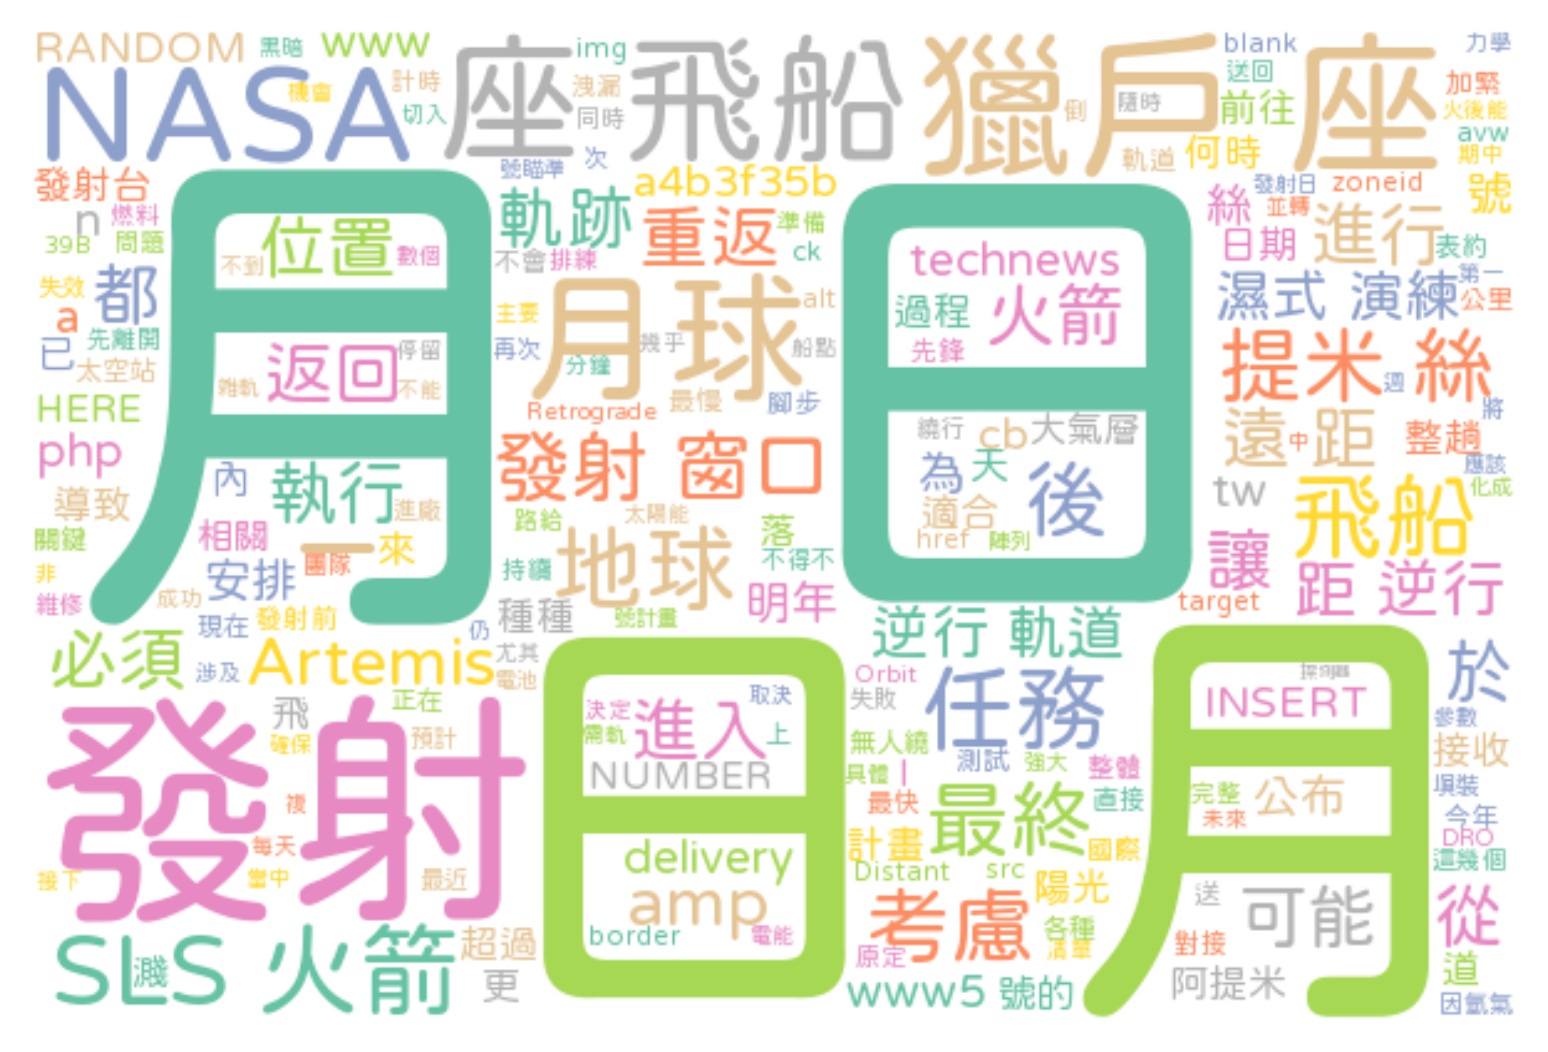 RANDOM 黑暗 www
NASA
機會
計時
切入
座飛船
img
洩漏
同時
獵戶座
倒
隨時
軌道
blank
送回
前往
何時
力學
加緊
火後能
avw
期中
發射台
n 燃料
39B 問題
失效 都
a
先離開
已 太空站
HERE
php
導致
關鍵
非
維修
月
位置
不到
數個
返回
停留
雜軌
不能
內 執行
進廠
相關
一
來
團隊
安排
成功
現在
發射前
仍
必須
涉及
Artemis
號瞄準
次
軌跡
a4b3f35b
重返
準備
ck
不會 排練
主要
月球
alt
再次
幾乎
分鐘
船點
Retrograde
最慢
腳步
發射 窗口
路給
太陽能
落
地球
不得不
持續
種種
號計畫
明年
尤其
電池
日
technews
過程 火箭
先鋒
繞行
cb
大氣層
為 天
後
適合
href
陣列
絲
發射日
並轉
zoneid
號
日期
進行
表約
濕式 演練
第一
公里
提米 絲
週
將
遠 中 距
整趟
應該
化成
tw
飛船
讓
距 逆行
target
逆行 軌道
發射
飛
確保
正在
預計
複
每天
當中
最近
接下
SLS 火箭
濺
超過
更
日
決定
需軌
進入
取決
上
NUMBER
delivery
amp
border
電能
Orbit
失敗
任務
無人繞
測試
強大
整體
具體 |
最快
最終
直接
計畫
國際
Distant
src
陽光
考慮
各種
清單
原定
www5 號的
月
探測器
INSERT
完整
未來
公布
送
可能
對接
阿提米
於
參數
接收
填裝
今年
DRO
這幾個
從
道
因氫氣